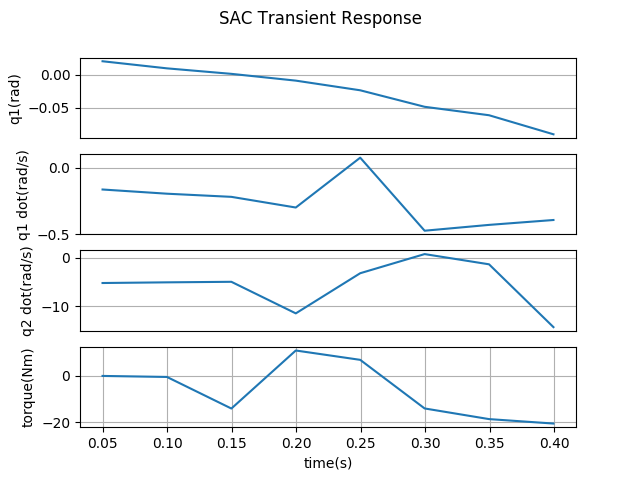 SAC Transient Response
q1(rad)
0.00
−0.05
q1 dot(rad/s)
0.0
−0.5
q2 dot(rad/s)
0
−10
torque(Nm)
0
−20
0.05 0.10 0.15 0.20 0.25 0.30 0.35 0.40
time(s)